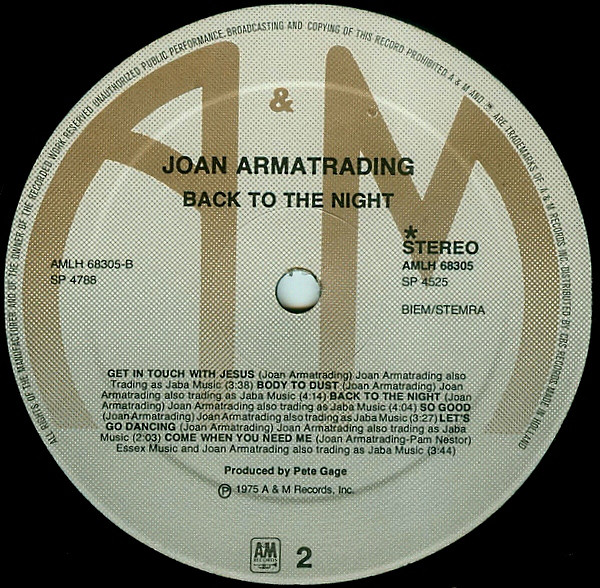 ALL RIGHTS OF THE MANUFACTURER AND OF THE OWNER OF THE RECORDED WORK RESERVED UNAUTHORIZED PUBLIC PERFORMANCE, BROADCASTING AND COPYING OF THIS RECORD PROHIBITED A & M AND * ARE TRADEMARKS OF A & M RECORDS INC. DISTRIBUTED BY CBS RECORDS MADE IN HOLLAND
A & M
JOAN ARMATRADING
BACK TO THE NIGHT
*
STEREO
AMLH 68305-B
AMLH 68305
SP 4788
SP 4525
BIEM/STEMRA
GET IN TOUCH WITH JESUS (Joan Armatrading) Joan Armatrading also
Trading as Jaba Music (3:38) BODY TO DUST (Joan Armatrading) Joan
Armatrading also trading as Jaba Music (4:14) BACK TO THE NIGHT (Joan
Armatrading) Joan Armatrading also trading as Jaba Music (4:04) SO GOOD
(Joan Armatrading) Joan Armatrading also trading as Jaba Music (3:27) LET'S
GO DANCING (Joan Armatrading) Joan Armatrading also trading as Jaba
Music (2:03) COME WHEN YOU NEED ME (Joan Armatrading-Pam Nestor)
Essex Music and Joan Armatrading also trading as Jaba Music (3:44)
Produced by Pete Gage
℗ 1975 A & M Records, Inc.
A&M
RECORDS
2